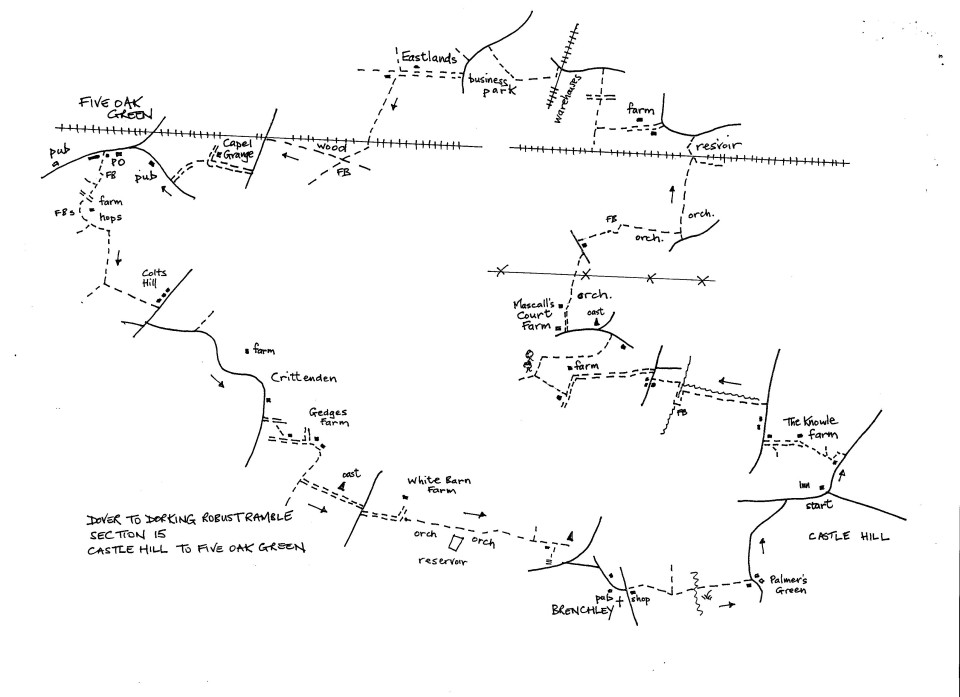 Eastlands
business
park
warehouses
farm
resvoir
FIVE OAK
GREEN
pub
a
PO
pub
FB
Capel
Grange
wood
FB
farm
hops
FBs
orch.
FB
orch.
Colts
Hill
orch.
Mascall's
Court
Farm
oast
farm
farm
Crittenden
FB
Gedges
Farm
The Knowle
farm
Inn
start
CASTLE HILL
oast
White Barn
Farm
orch
orch
reservoir
DOVER TO DORKING ROBUST RAMBLE
SECTION 15
CASTLE HILL TO FIVE OAK GREEN
pub
shop
BRENCHLEY
Palmer's
Green